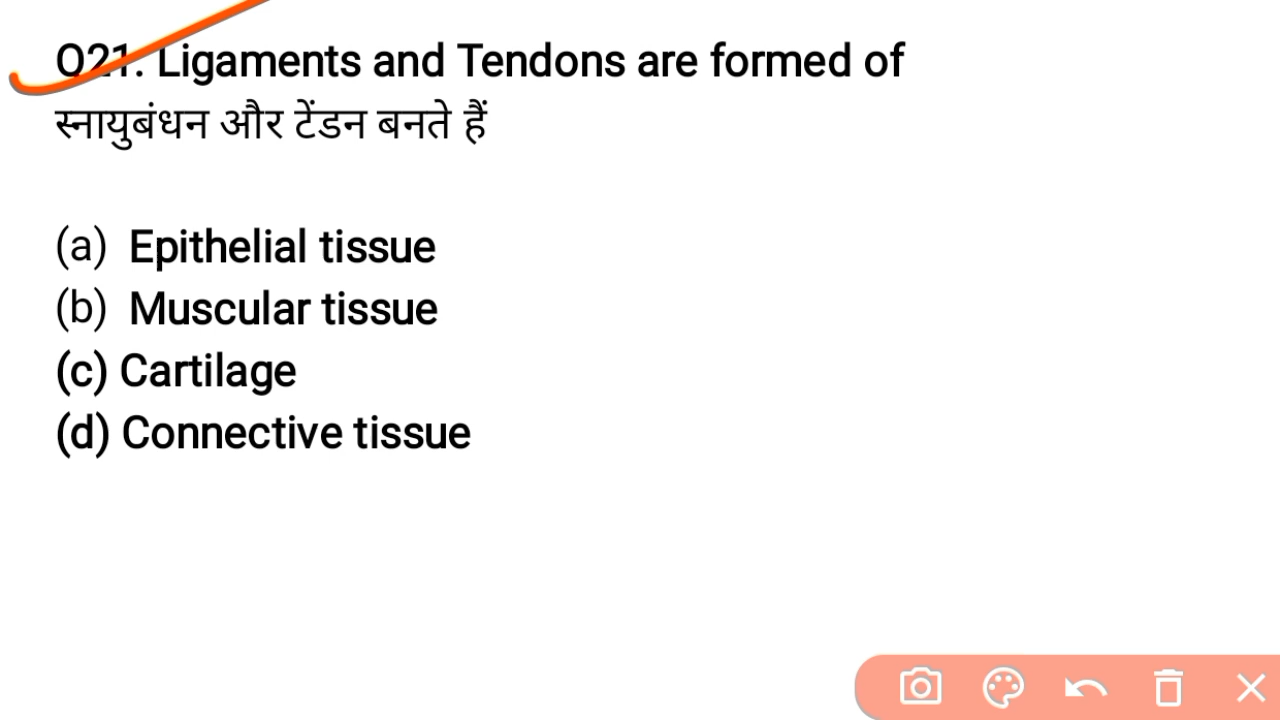 Q21. Ligaments and Tendons are formed of
स्नायुबंधन और टेंडन बनते हैं
(a) Epithelial tissue
(b) Muscular tissue
(c) Cartilage
(d) Connective tissue